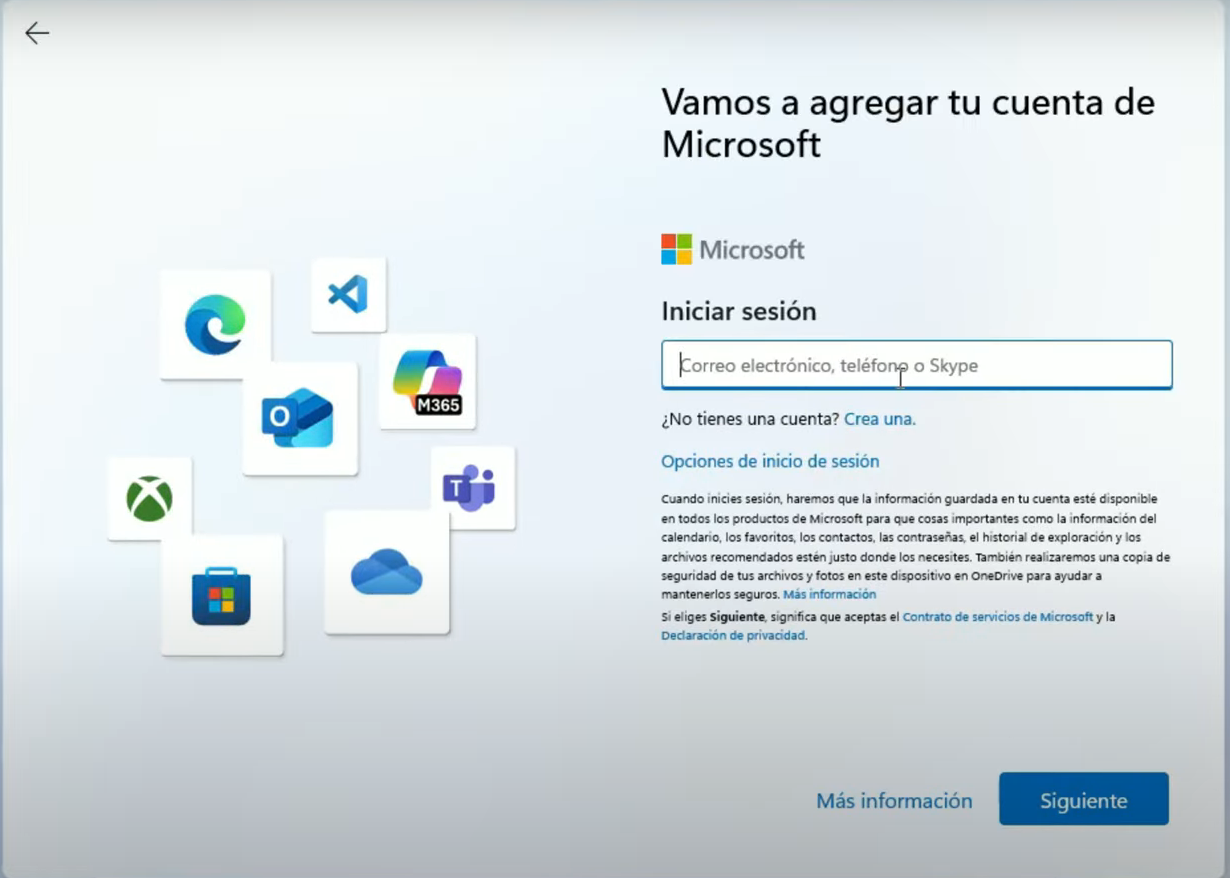 Vamos a agregar tu cuenta de
Microsoft
Microsoft
Iniciar sesión
Correo electrónico, teléfono o Skype
M365
O
T
¿No tienes una cuenta? Crea una.
Opciones de inicio de sesión
Cuando inicies sesión, haremos que la información guardada en tu cuenta esté disponible
en todos los productos de Microsoft para que cosas importantes como la información del
calendario, los favoritos, los contactos, las contraseñas, el historial de exploración y los
archivos recomendados estén justo donde los necesites. También realizaremos una copia de
seguridad de tus archivos y fotos en este dispositivo en OneDrive para ayudar a
mantenerlos seguros. Más información
Si eliges Siguiente, significa que aceptas el Contrato de servicios de Microsoft y la
Declaración de privacidad.
Más información
Siguiente